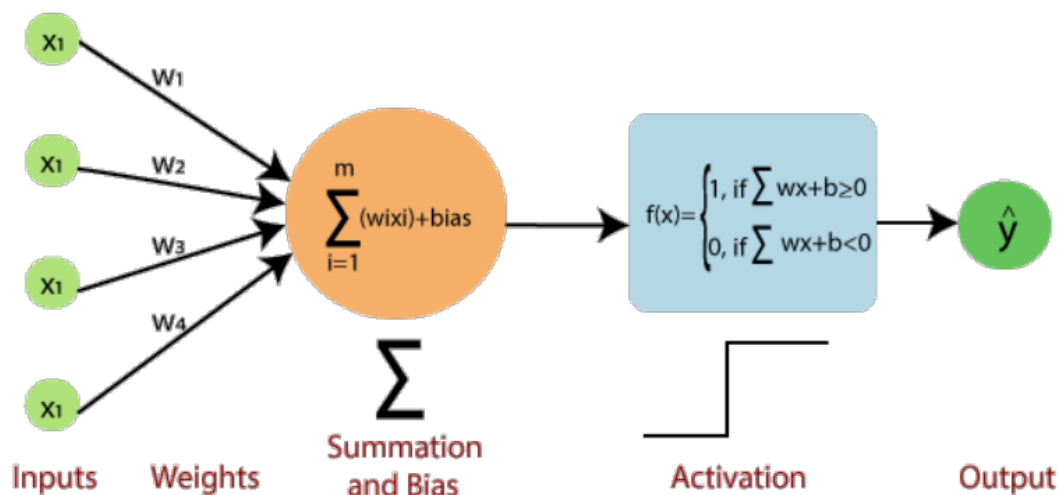 x1
w1
x1
w2
x1
w3
x1
w4
m
∑(wixi)+bias
i=1
f(x)={1, if ∑ wx+b≥0
0, if ∑ wx+b<0
ŷ
∑
Inputs
Weights
Summation
and Bias
Activation
Output